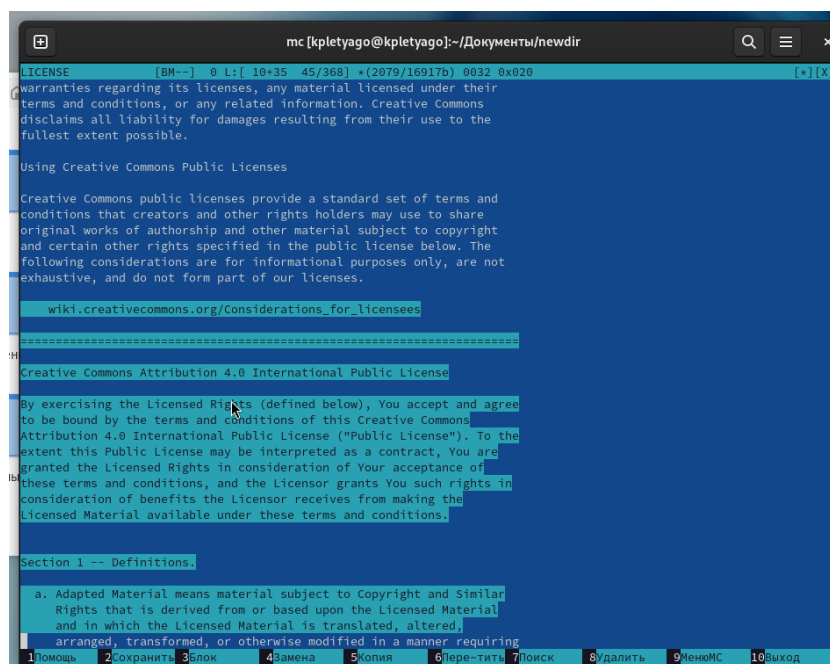 mc [kpletyago@kpletyago]:~/Документы/newdir
LICENSE [BM--] 0 L:[ 10+35 45/368] *(2079/16917b) 0032 0x020 [*][X
warranties regarding its licenses, any material licensed under their
terms and conditions, or any related information. Creative Commons
disclaims all liability for damages resulting from their use to the
fullest extent possible.
Using Creative Commons Public Licenses
Creative Commons public licenses provide a standard set of terms and
conditions that creators and other rights holders may use to share
original works of authorship and other material subject to copyright
and certain other rights specified in the public license below. The
following considerations are for informational purposes only, are not
exhaustive, and do not form part of our licenses.
wiki.creativecommons.org/Considerations_for_licensees
=======================================================================
Creative Commons Attribution 4.0 International Public License
By exercising the Licensed Rights (defined below), You accept and agree
to be bound by the terms and conditions of this Creative Commons
Attribution 4.0 International Public License ("Public License"). To the
extent this Public License may be interpreted as a contract, You are
granted the Licensed Rights in consideration of Your acceptance of
these terms and conditions, and the Licensor grants You such rights in
consideration of benefits the Licensor receives from making the
Licensed Material available under these terms and conditions.
Section 1 -- Definitions.
a. Adapted Material means material subject to Copyright and Similar
Rights that is derived from or based upon the Licensed Material
and in which the Licensed Material is translated, altered,
arranged, transformed, or otherwise modified in a manner requiring
1Помощь 2Сохранить 3Блок 4Замена 5Копия 6Пере~тить 7Поиск 8Удалить 9МенюMC 10Выход